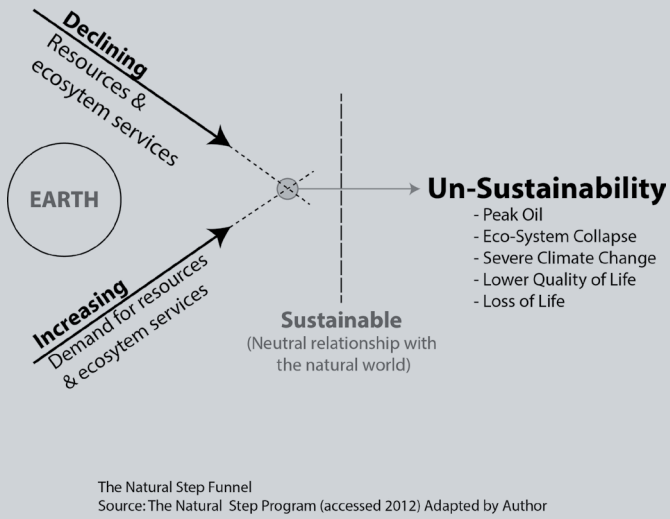 Declining
Resources &
ecosytem services
EARTH
Increasing
Demand for resources
& ecosytem services
Un-Sustainability
- Peak Oil
- Eco-System Collapse
- Severe Climate Change
- Lower Quality of Life
- Loss of Life
Sustainable
(Neutral relationship with
the natural world)
The Natural Step Funnel
Source: The Natural Step Program (accessed 2012) Adapted by Author